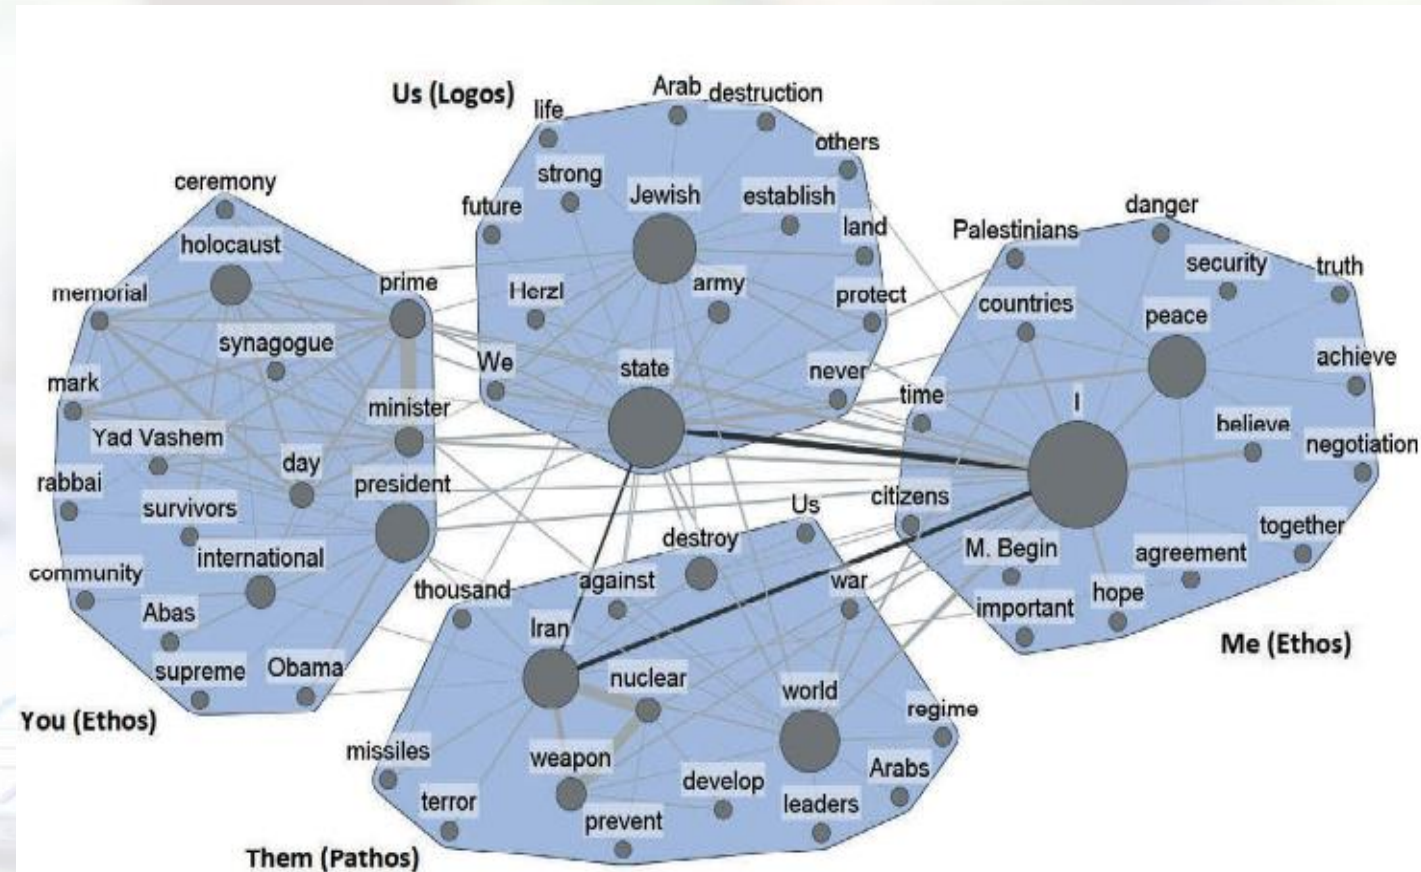 Us (Logos)
life
Arab
destruction
others
strong
Jewish
establish
future
land
Herzl
army
protect
We
state
never
ceremony
holocaust
memorial
prime
synagogue
mark
minister
Yad Vashem
day
rabbai
president
survivors
international
community
Abas
supreme
Obama
You (Ethos)
Palestinians
danger
security
truth
countries
peace
achieve
time
I
believe
negotiation
citizens
together
M. Begin
agreement
important
hope
Me (Ethos)
Us
destroy
thousand
against
war
Iran
nuclear
world
regime
missiles
weapon
Arabs
terror
develop
leaders
prevent
Them (Pathos)